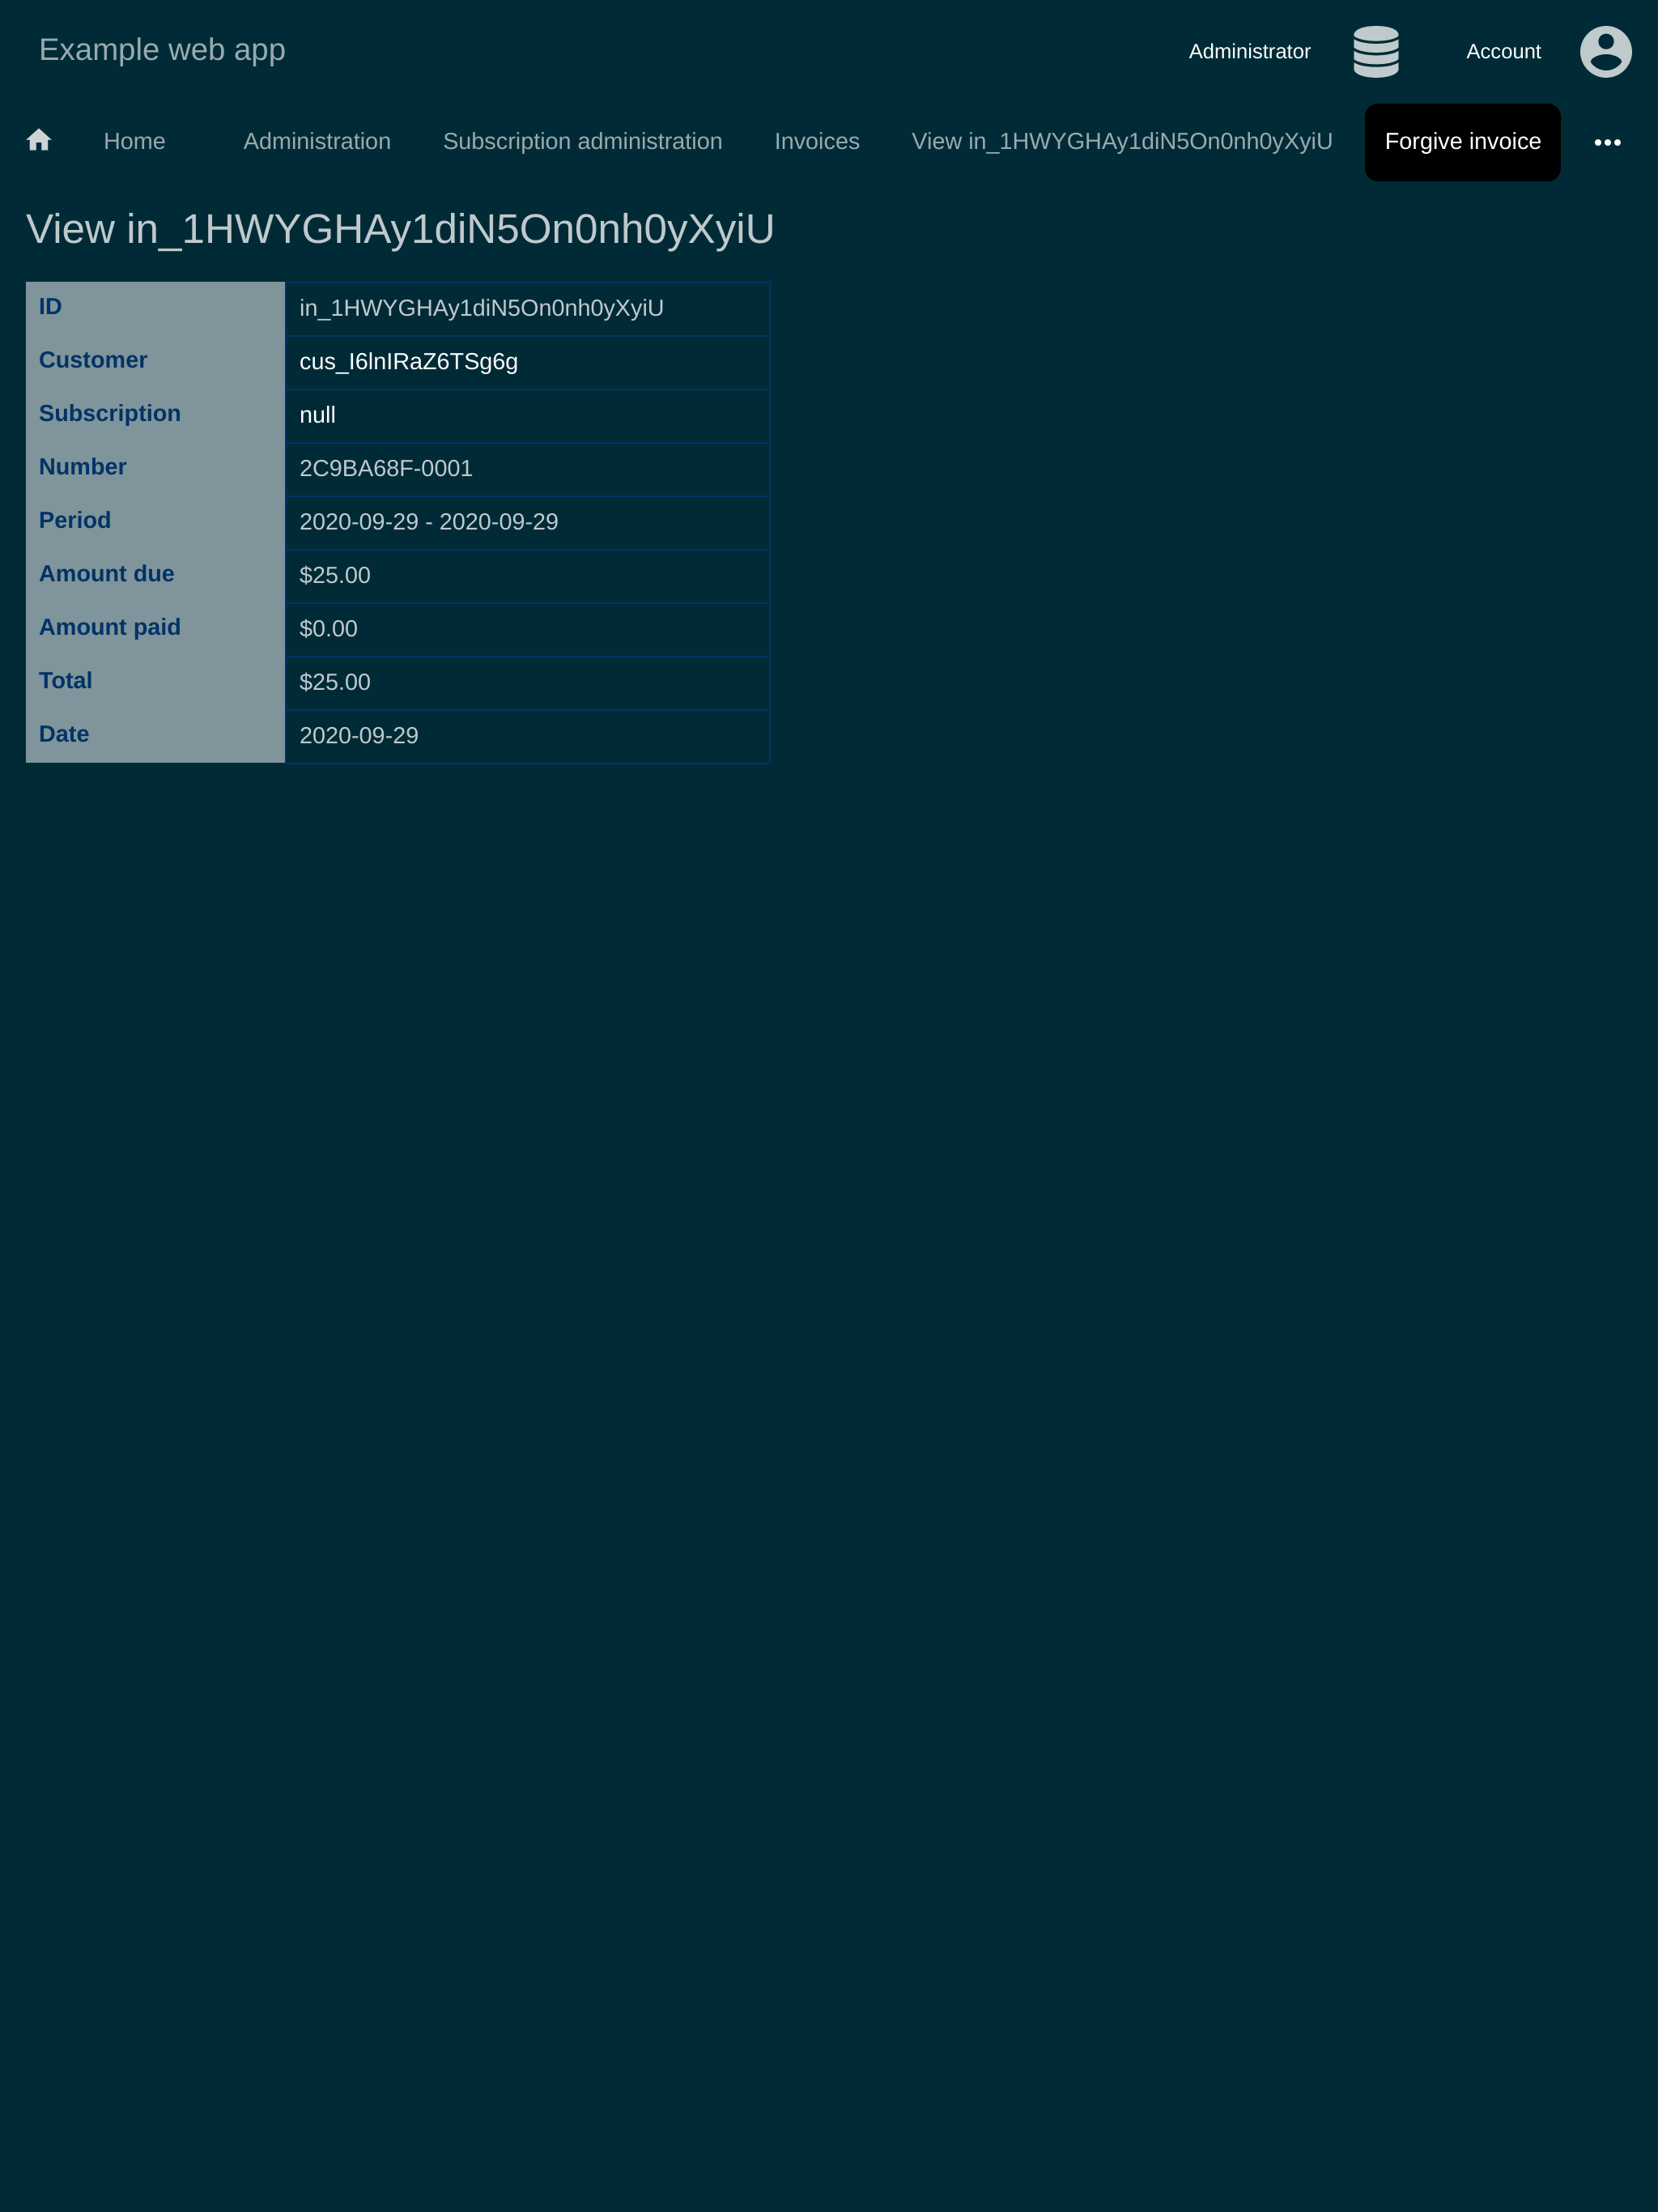 Example web app
Administrator
Account
Home
Administration
Subscription administration
Invoices
View in_1HWYGHAy1diN5On0nh0yXyiU
Forgive invoice
View in_1HWYGHAy1diN5On0nh0yXyiU
ID in_1HWYGHAy1diN5On0nh0yXyiU
Customer cus_I6lnIRaZ6TSg6g
Subscription null
Number 2C9BA68F-0001
Period 2020-09-29 - 2020-09-29
Amount due $25.00
Amount paid $0.00
Total $25.00
Date 2020-09-29